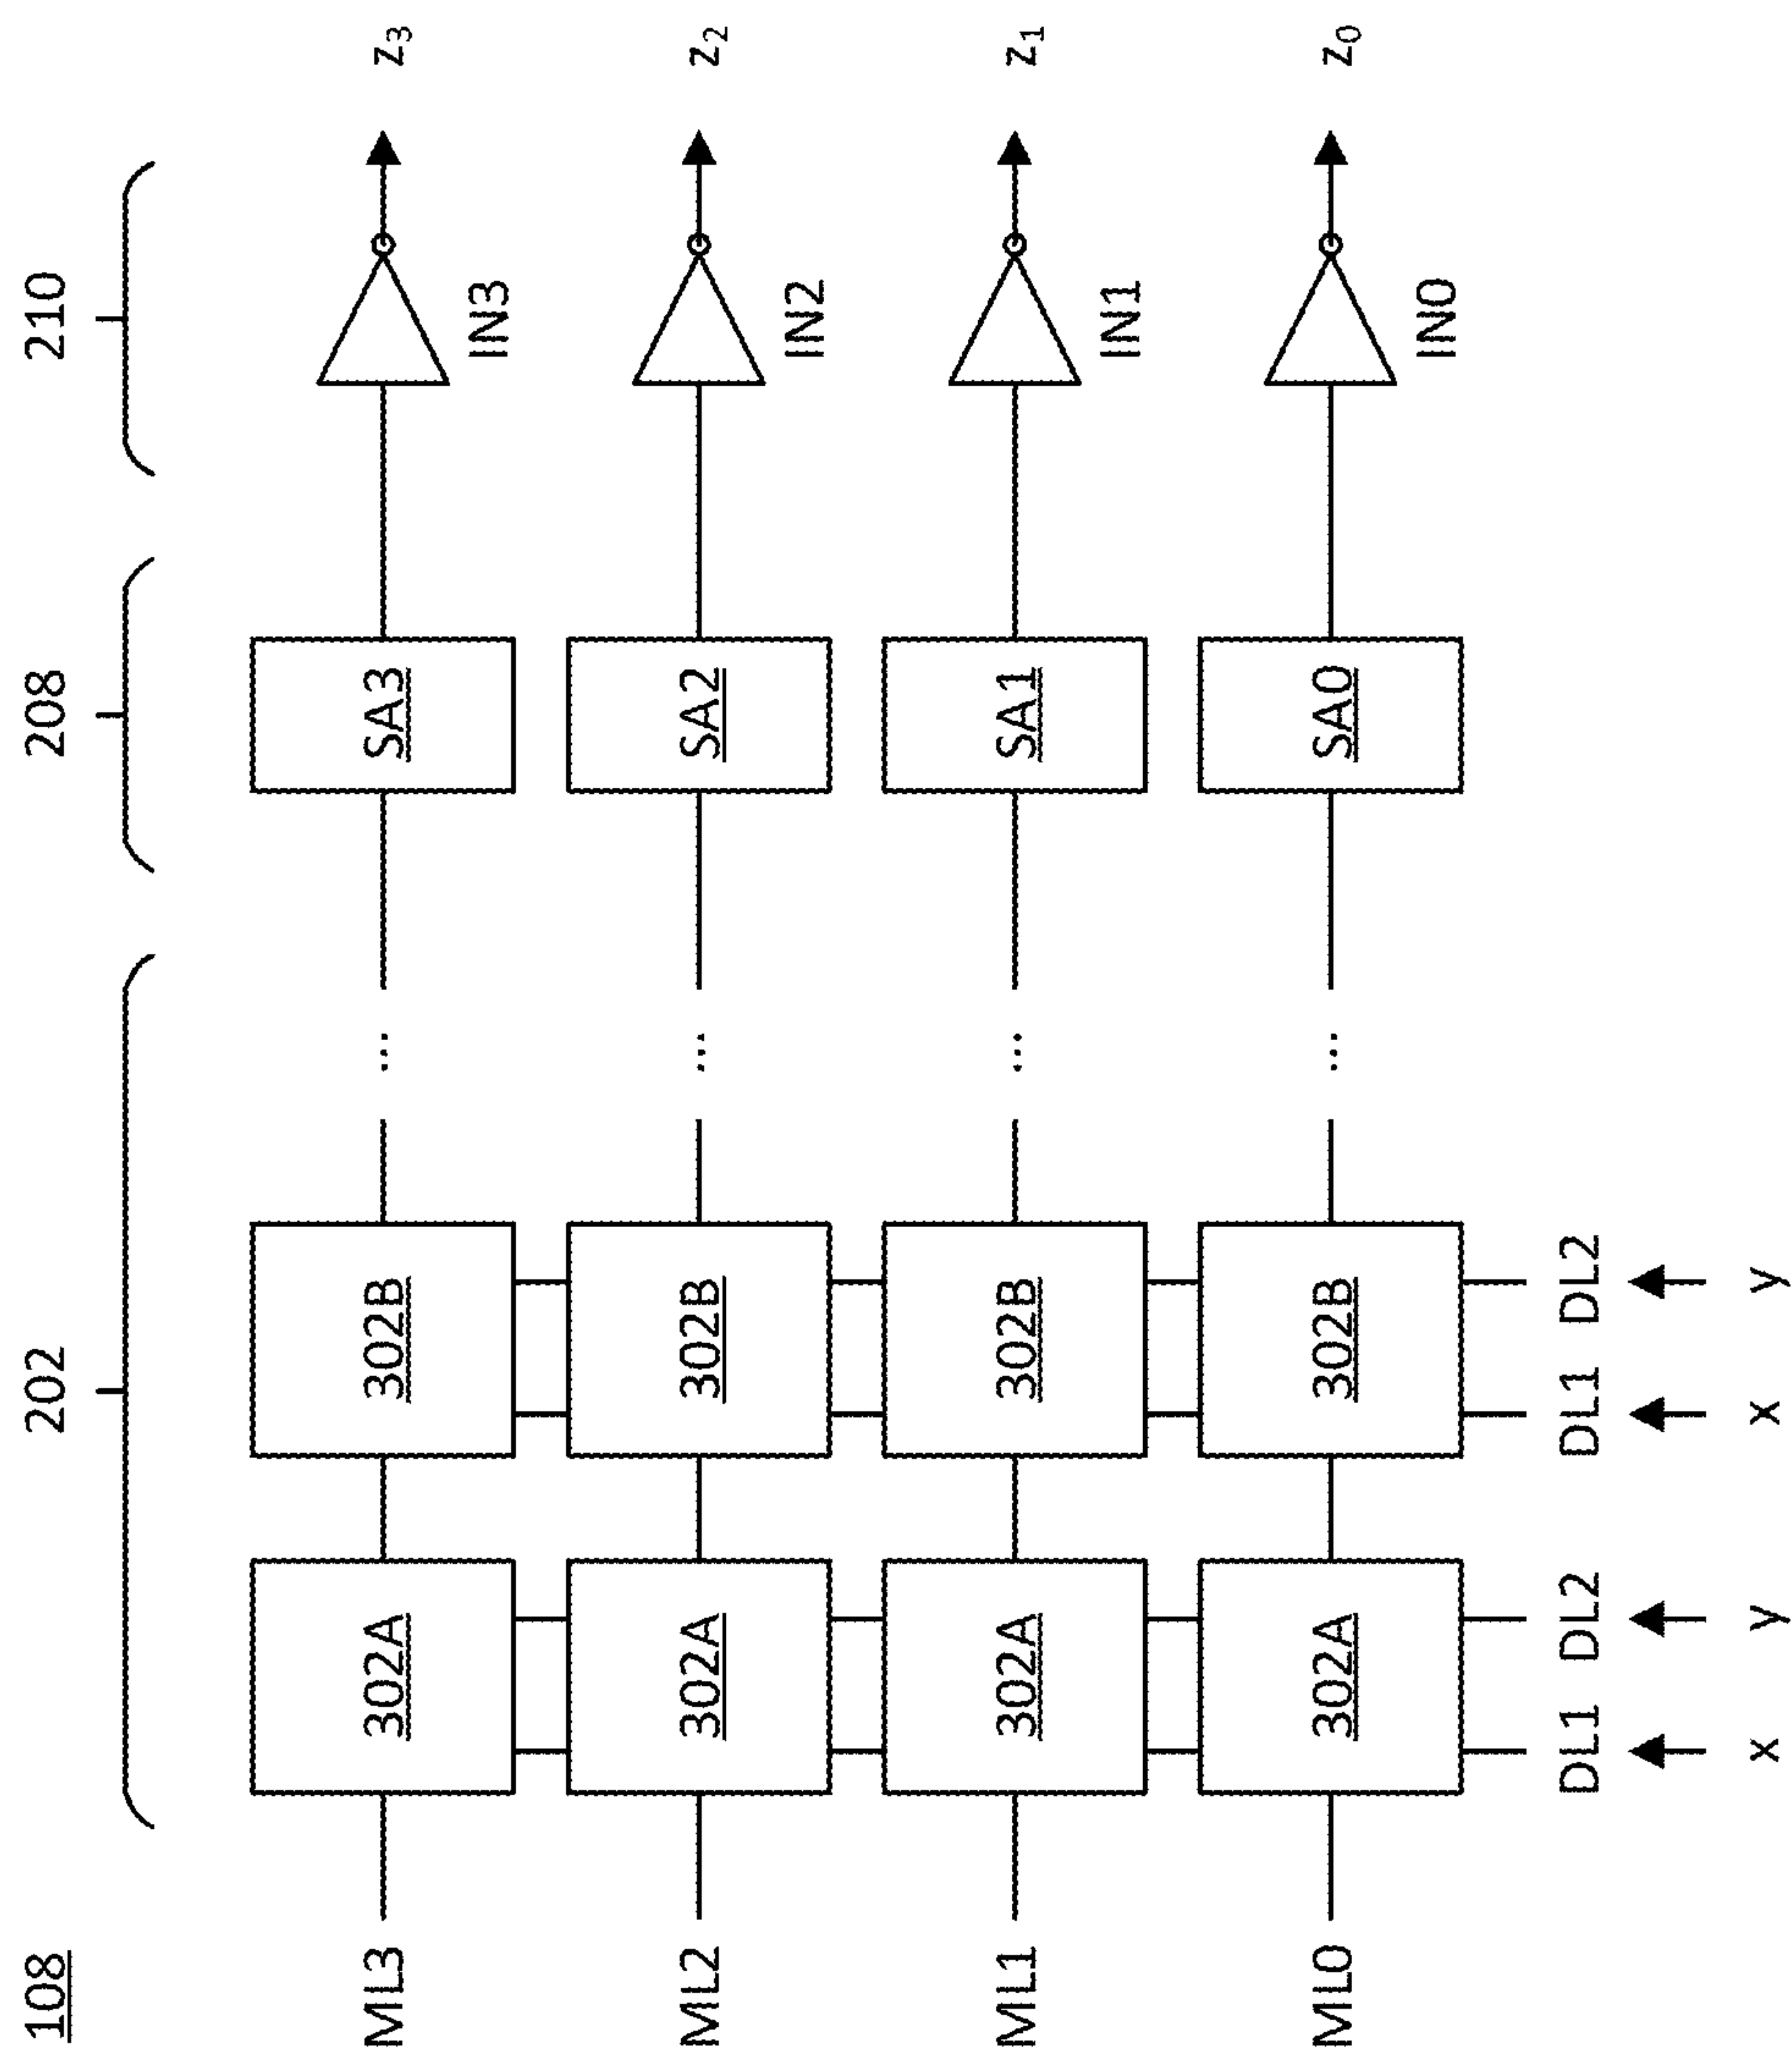 108
202 208 210
ML3 302A 302B ... SA3 IN3 z₃
ML2 302A 302B ... SA2 IN2 z₂
ML1 302A 302B ... SA1 IN1 z₁
ML0 302A 302B ... SA0 IN0 z₀
DL1 DL2 DL1 DL2
x y x y